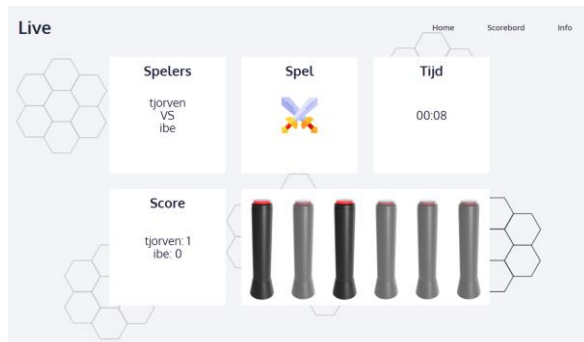 Live
Home
Scorebord
Info
Spelers
tjorven
VS
ibe
Spel
Tijd
00:08
Score
tjorven: 1
ibe: 0